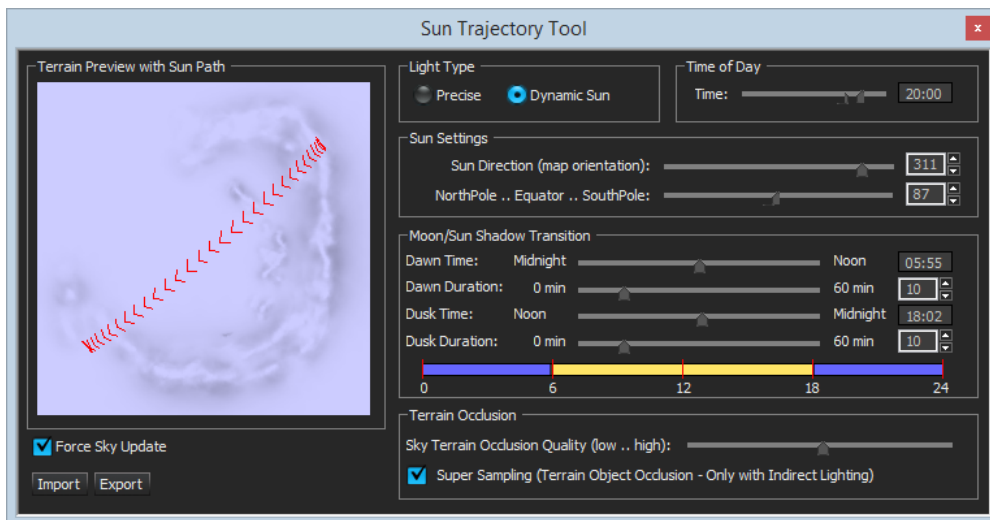 Sun Trajectory Tool
x
Terrain Preview with Sun Path
Force Sky Update
Import Export
Light Type
Precise Dynamic Sun
Time of Day
Time: 20:00
Sun Settings
Sun Direction (map orientation): 311
NorthPole .. Equator .. SouthPole: 87
Moon/Sun Shadow Transition
Dawn Time: Midnight Noon 05:55
Dawn Duration: 0 min 60 min 10
Dusk Time: Noon Midnight 18:02
Dusk Duration: 0 min 60 min 10
0 6 12 18 24
Terrain Occlusion
Sky Terrain Occlusion Quality (low .. high):
Super Sampling (Terrain Object Occlusion - Only with Indirect Lighting)